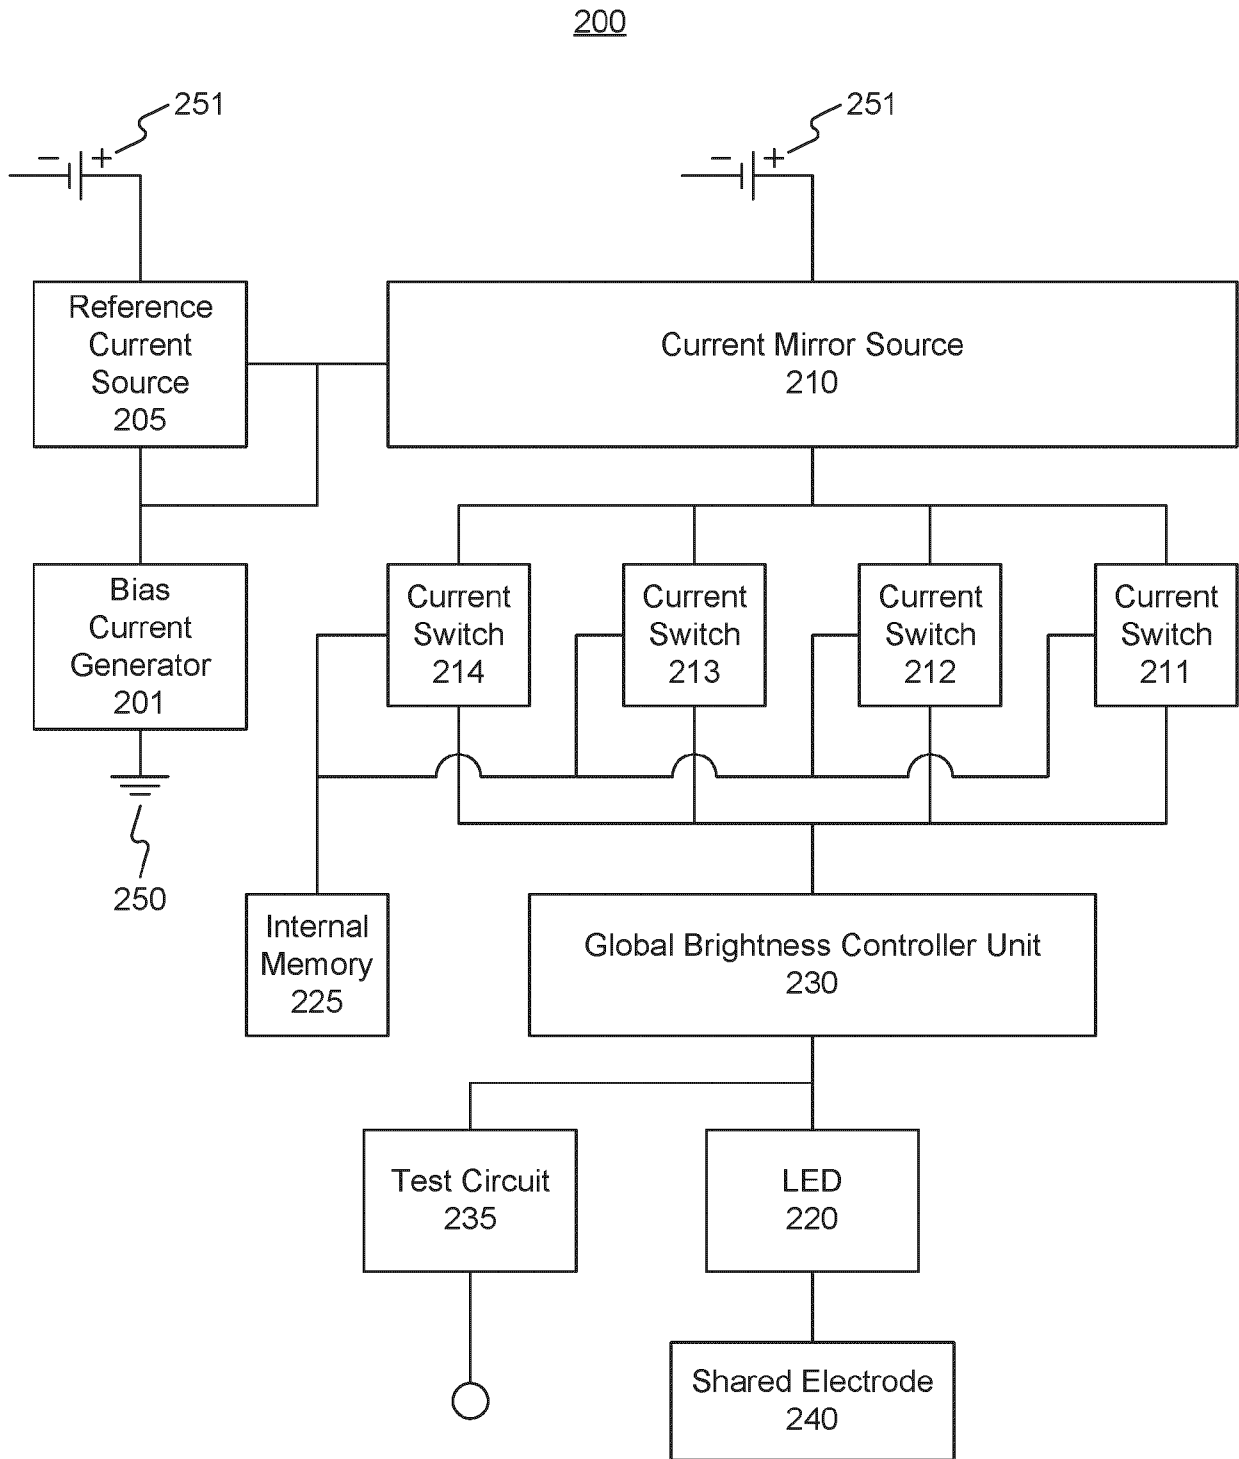 200
251
251
− +
− +
Reference
Current
Source
205
Current Mirror Source
210
Bias
Current
Generator
201
Current
Switch
214
Current
Switch
213
Current
Switch
212
Current
Switch
211
250
Internal
Memory
225
Global Brightness Controller Unit
230
Test Circuit
235
LED
220
Shared Electrode
240